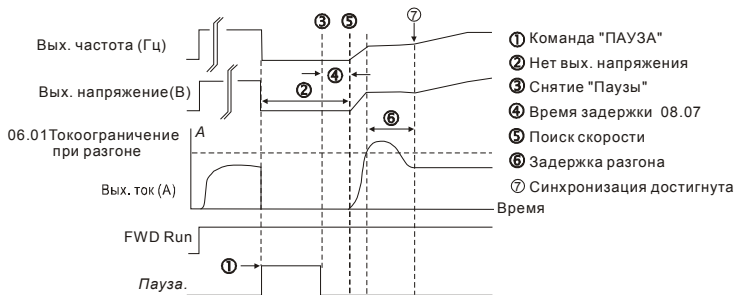 ③ ⑤ ⑦
Вых. частота (Гц)
④
Вых. напряжение(В)
②
06.01Токоограничение
при разгоне
A
⑥
Вых. ток (А)
Время
FWD Run
①
Пауза.
① Команда "ПАУЗА"
② Нет вых. напряжения
③ Снятие "Паузы"
④ Время задержки 08.07
⑤ Поиск скорости
⑥ Задержка разгона
⑦ Синхронизация достигнута